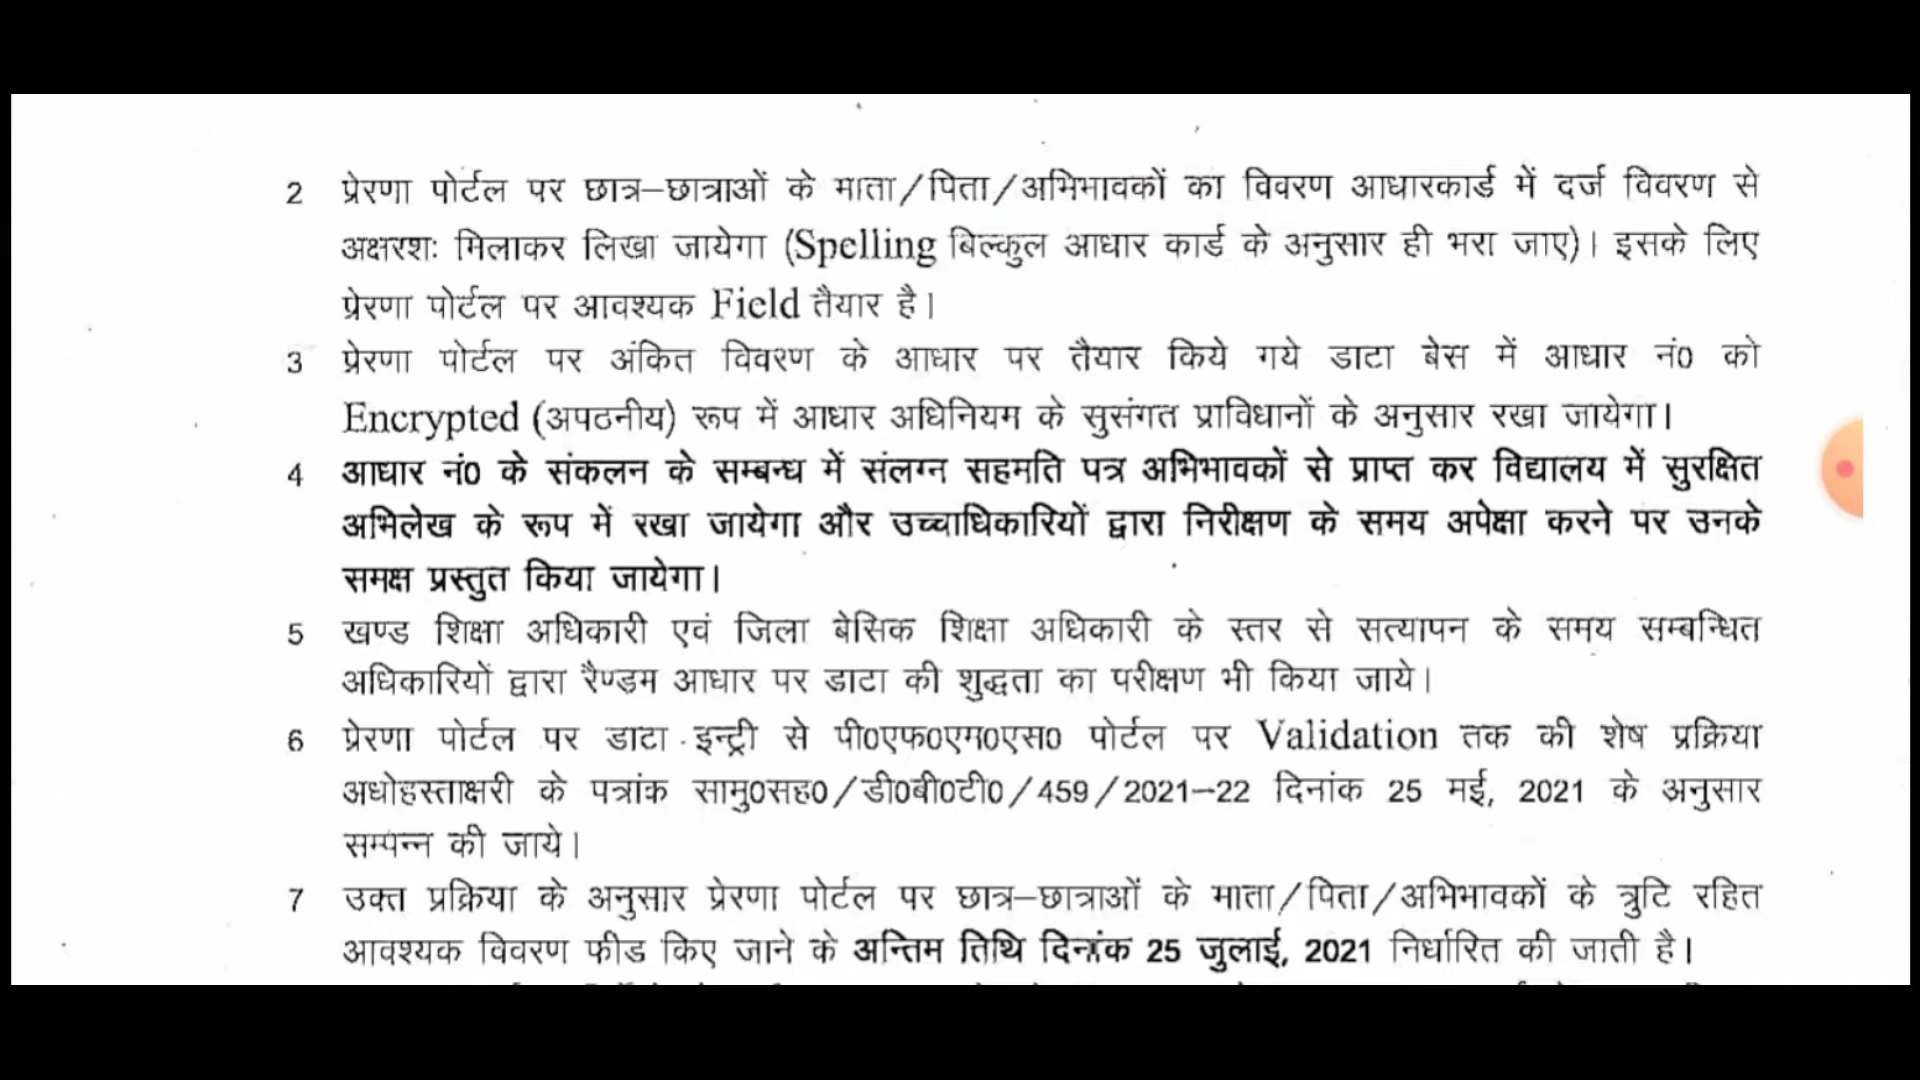 2 प्रेरणा पोर्टल पर छात्र–छात्राओं के माता/पिता/अभिभावकों का विवरण आधारकार्ड में दर्ज विवरण से
अक्षरशः मिलाकर लिखा जायेगा (Spelling बिल्कुल आधार कार्ड के अनुसार ही भरा जाए)। इसके लिए
प्रेरणा पोर्टल पर आवश्यक Field तैयार है।
3 प्रेरणा पोर्टल पर अंकित विवरण के आधार पर तैयार किये गये डाटा बेस में आधार नं0 को
Encrypted (अपठनीय) रूप में आधार अधिनियम के सुसंगत प्राविधानों के अनुसार रखा जायेगा।
4 आधार नं0 के संकलन के सम्बन्ध में संलग्न सहमति पत्र अभिभावकों से प्राप्त कर विद्यालय में सुरक्षित
अभिलेख के रूप में रखा जायेगा और उच्चाधिकारियों द्वारा निरीक्षण के समय अपेक्षा करने पर उनके
समक्ष प्रस्तुत किया जायेगा।
5 खण्ड शिक्षा अधिकारी एवं जिला बेसिक शिक्षा अधिकारी के स्तर से सत्यापन के समय सम्बन्धित
अधिकारियों द्वारा रैण्डम आधार पर डाटा की शुद्धता का परीक्षण भी किया जाये।
6 प्रेरणा पोर्टल पर डाटा इन्ट्री से पी0एफ0एम0एस0 पोर्टल पर Validation तक की शेष प्रक्रिया
अधोहस्ताक्षरी के पत्रांक सामु0सह0/डी0बी0टी0/459/2021–22 दिनांक 25 मई, 2021 के अनुसार
सम्पन्न की जाये।
7 उक्त प्रक्रिया के अनुसार प्रेरणा पोर्टल पर छात्र–छात्राओं के माता/पिता/अभिभावकों के त्रुटि रहित
आवश्यक विवरण फीड किए जाने के अन्तिम तिथि दिनांक 25 जुलाई, 2021 निर्धारित की जाती है।